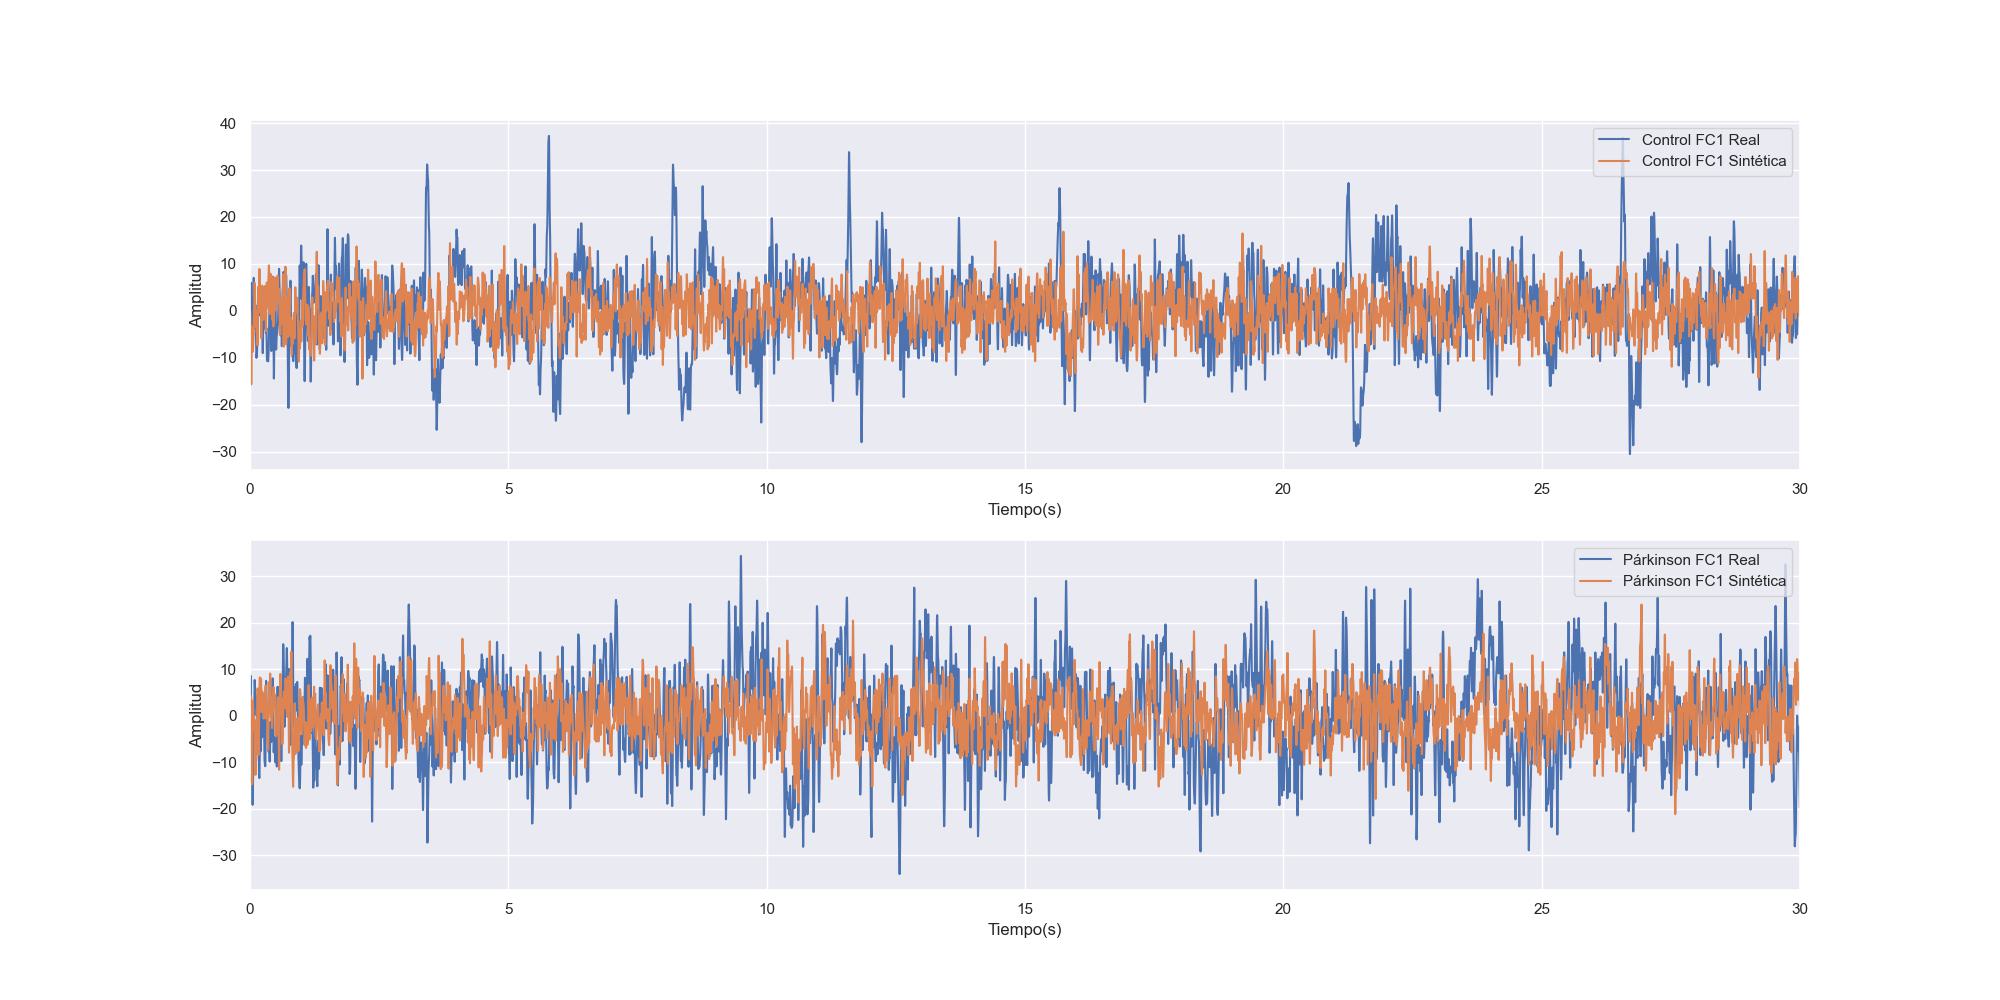 40
30
20
10
0
−10
−20
−30
Amplitud
Control FC1 Real
Control FC1 Sintética
0 5 10 15 20 25 30
Tiempo(s)
30
20
10
0
−10
−20
−30
Amplitud
Párkinson FC1 Real
Párkinson FC1 Sintética
0 5 10 15 20 25 30
Tiempo(s)